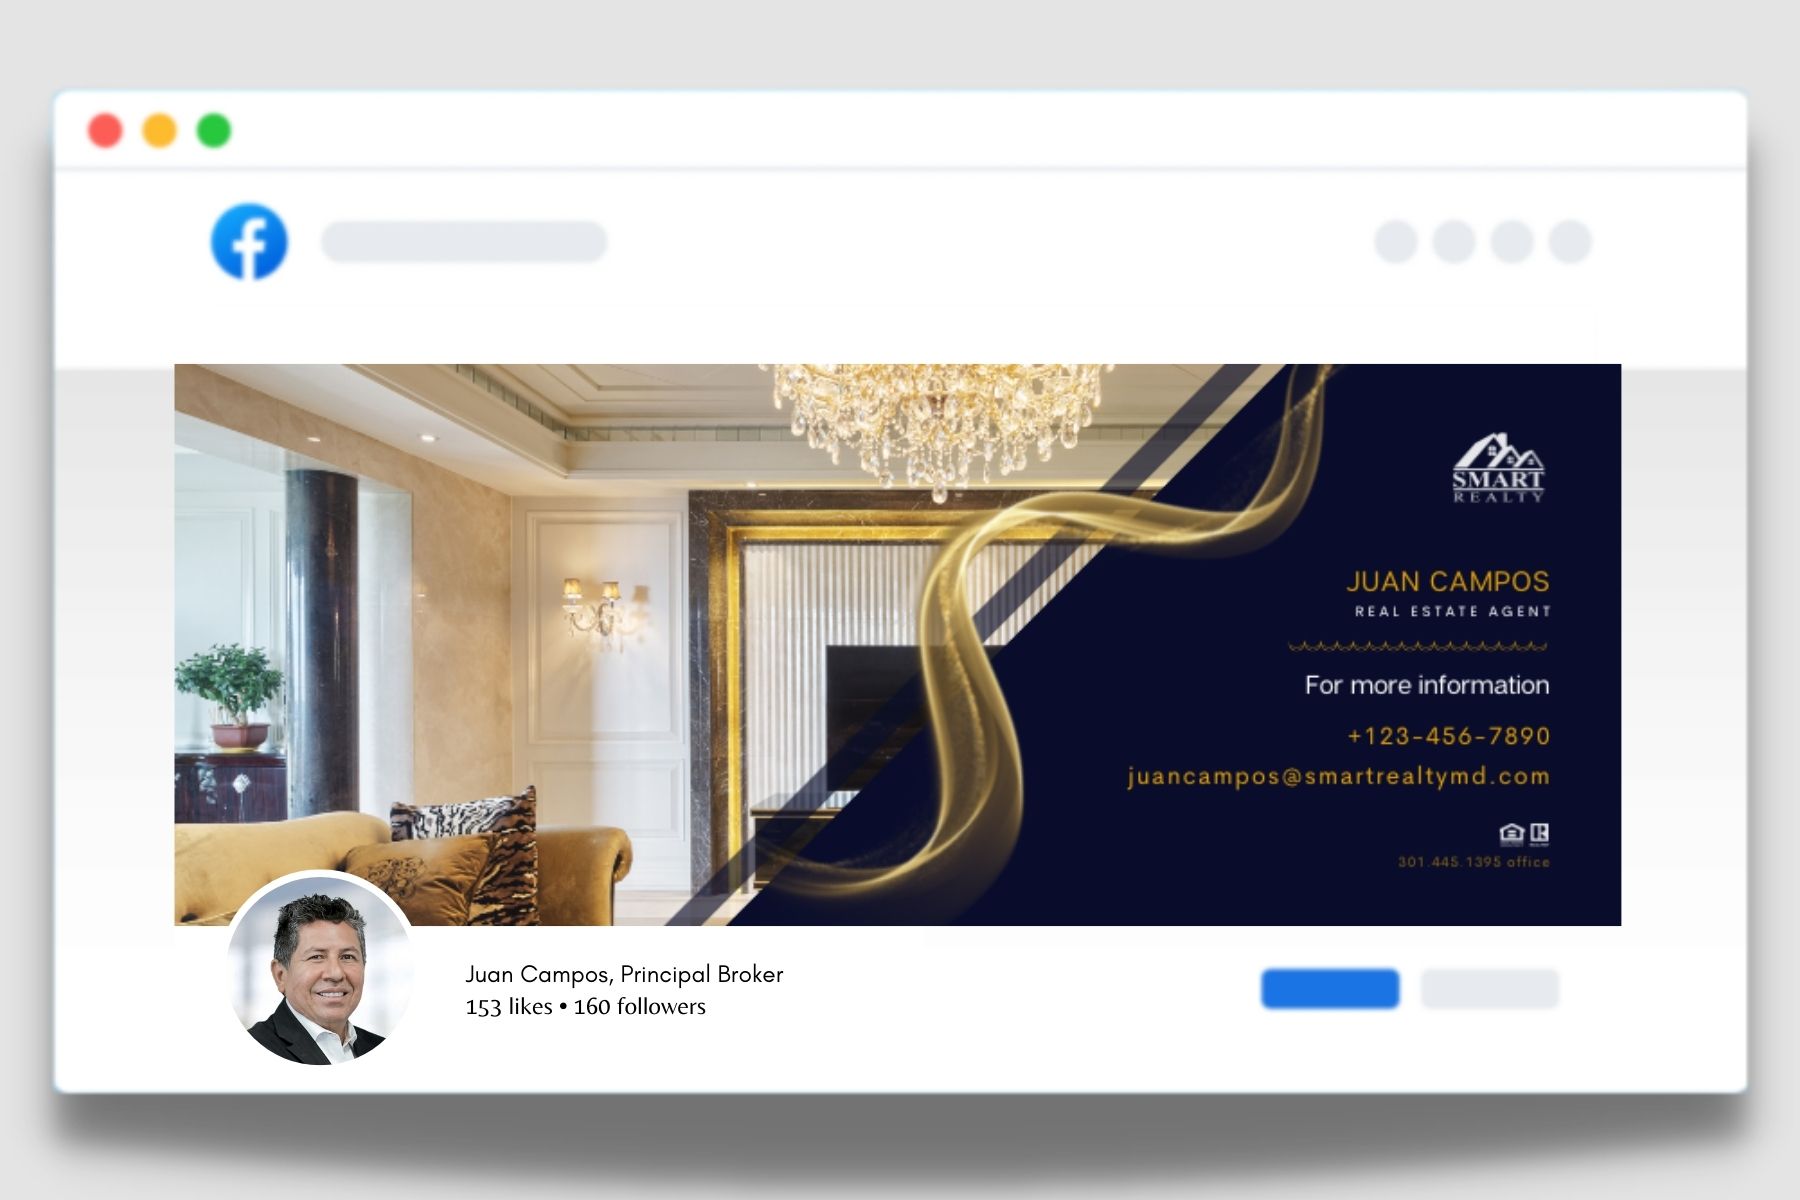 SMART
REALTY
JUAN CAMPOS
REAL ESTATE AGENT
For more information
+123-456-7890
juancampos@smartrealtymd.com
301.445.1395 office
Juan Campos, Principal Broker
153 likes • 160 followers